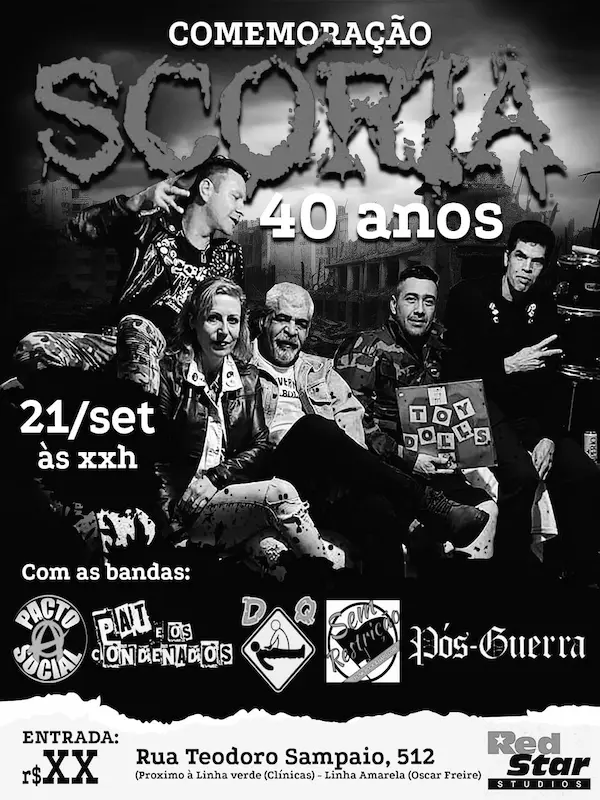 COMEMORAÇÃO
SCÓRIA
40 anos
TOY
DOLLS
21/set
às xxh
Com as bandas:
PACTO
SOCIAL
PAT E OS
CONDENADOS
D Q
Sem
Restrição
Pós-Guerra
ENTRADA:
r$XX
Rua Teodoro Sampaio, 512
(Proximo à Linha verde (Clínicas) - Linha Amarela (Oscar Freire)
Red
Star
STUDIOS